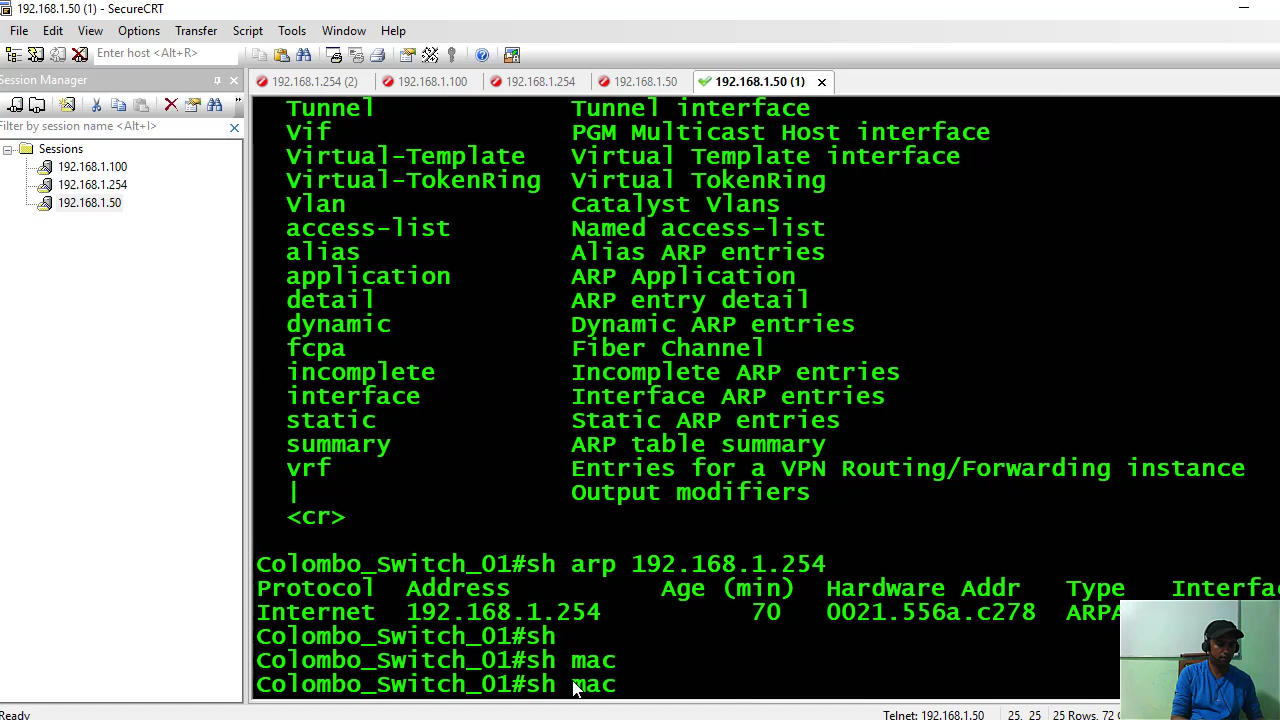 192.168.1.50 (1) - SecureCRT
File Edit View Options Transfer Script Tools Window Help
Enter host <Alt+R>
Session Manager
192.168.1.254 (2) 192.168.1.100 192.168.1.254 192.168.1.50 192.168.1.50 (1)
Filter by session name <Alt+I>
Sessions
192.168.1.100
192.168.1.254
192.168.1.50
Tunnel Tunnel interface
Vif PGM Multicast Host interface
Virtual-Template Virtual Template interface
Virtual-TokenRing Virtual TokenRing
Vlan Catalyst Vlans
access-list Named access-list
alias Alias ARP entries
application ARP Application
detail ARP entry detail
dynamic Dynamic ARP entries
fcpa Fiber Channel
incomplete Incomplete ARP entries
interface Interface ARP entries
static Static ARP entries
summary ARP table summary
vrf Entries for a VPN Routing/Forwarding instance
| Output modifiers
<cr>
Colombo_Switch_01#sh arp 192.168.1.254
Protocol Address Age (min) Hardware Addr Type Interfac
Internet 192.168.1.254 70 0021.556a.c278 ARPA
Colombo_Switch_01#sh
Colombo_Switch_01#sh mac
Colombo_Switch_01#sh mac
Ready Telnet: 192.168.1.50 25, 25 25 Rows, 72 C